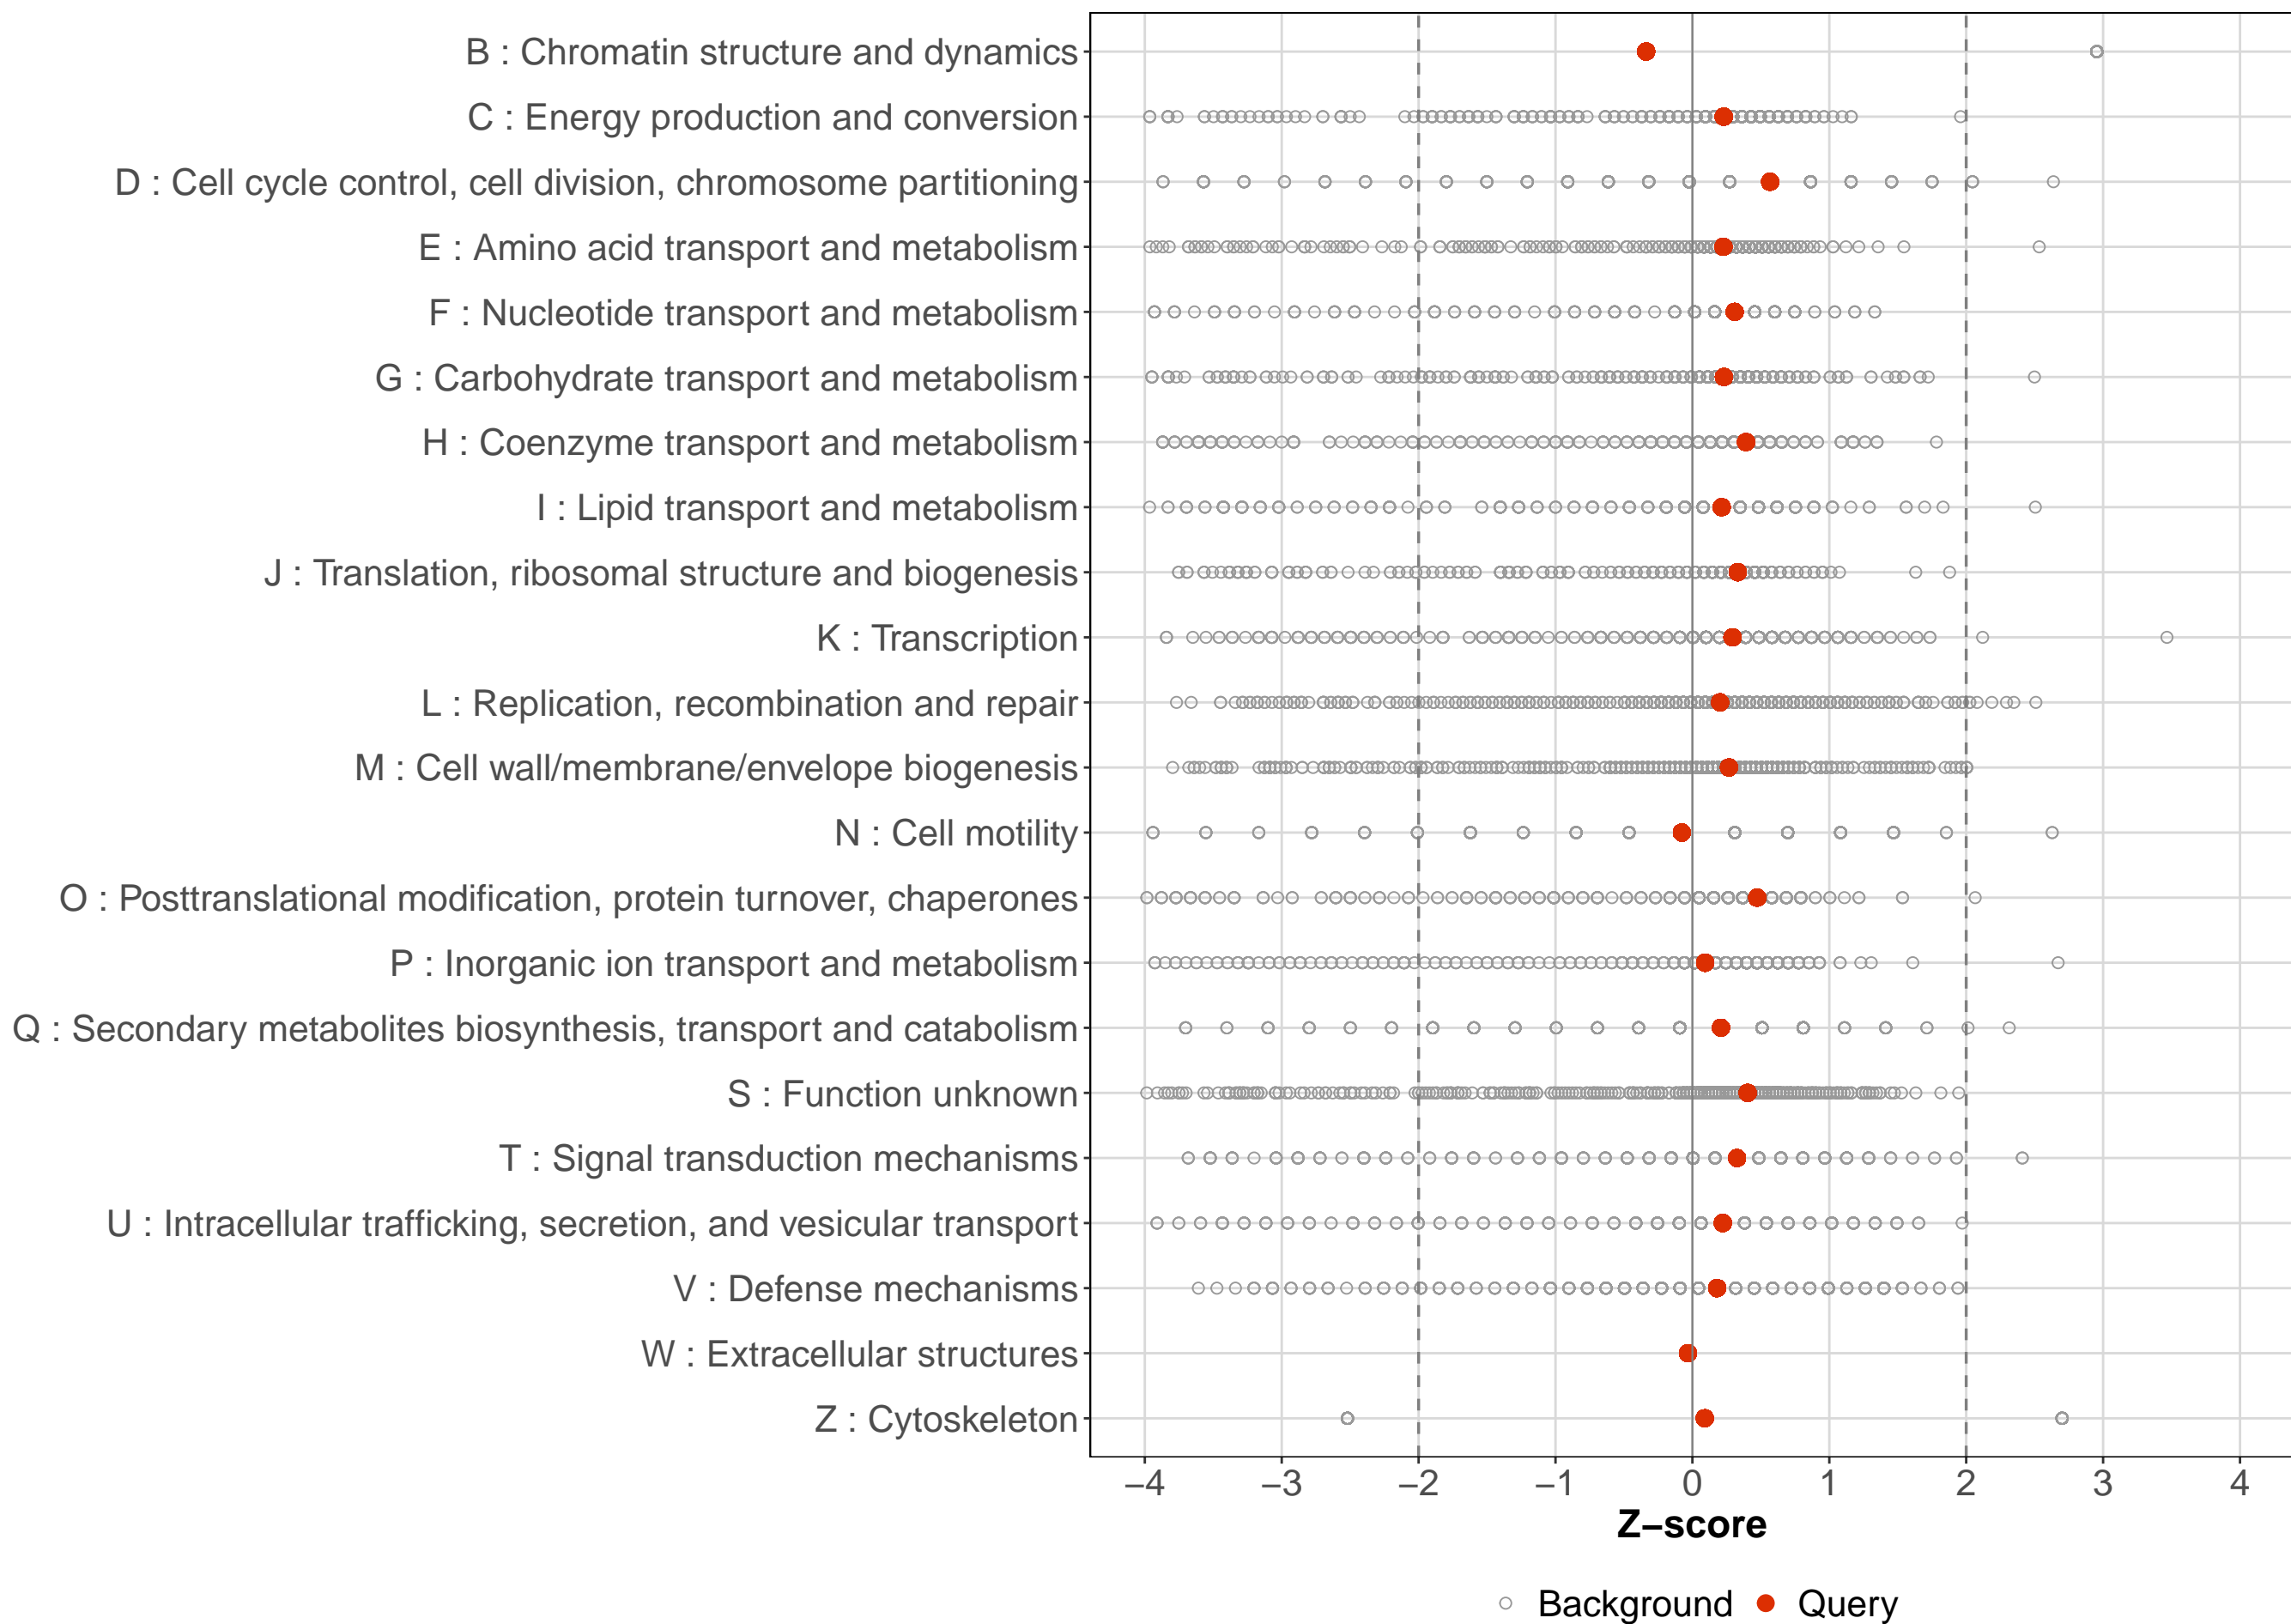 B : Chromatin structure and dynamics
C : Energy production and conversion
D : Cell cycle control, cell division, chromosome partitioning
E : Amino acid transport and metabolism
F : Nucleotide transport and metabolism
G : Carbohydrate transport and metabolism
H : Coenzyme transport and metabolism
I : Lipid transport and metabolism
J : Translation, ribosomal structure and biogenesis
K : Transcription
L : Replication, recombination and repair
M : Cell wall/membrane/envelope biogenesis
N : Cell motility
O : Posttranslational modification, protein turnover, chaperones
P : Inorganic ion transport and metabolism
Q : Secondary metabolites biosynthesis, transport and catabolism
S : Function unknown
T : Signal transduction mechanisms
U : Intracellular trafficking, secretion, and vesicular transport
V : Defense mechanisms
W : Extracellular structures
Z : Cytoskeleton
−4 −3 −2 −1 0 1 2 3 4
Z−score
Background Query